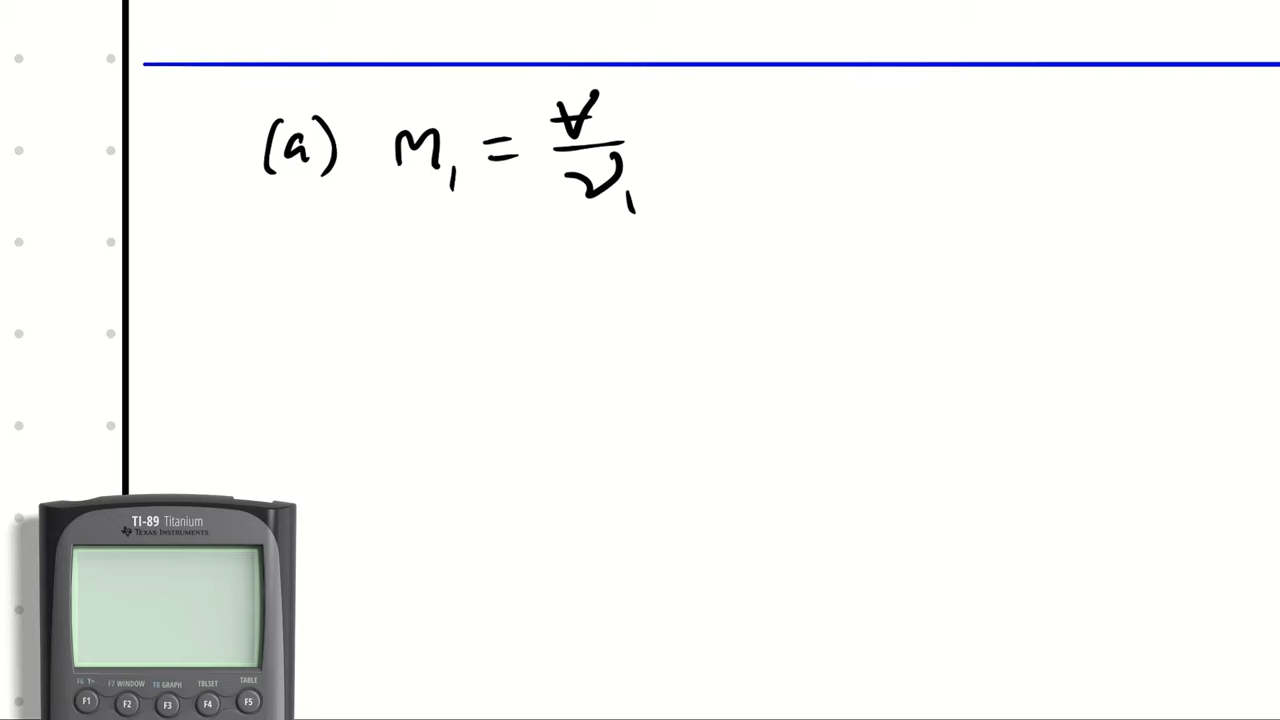 (a) m₁ = V̶/ν₁
TI-89 Titanium
TEXAS INSTRUMENTS
F6 Y= F7 WINDOW F8 GRAPH TBLSET TABLE
F1 F2 F3 F4 F5